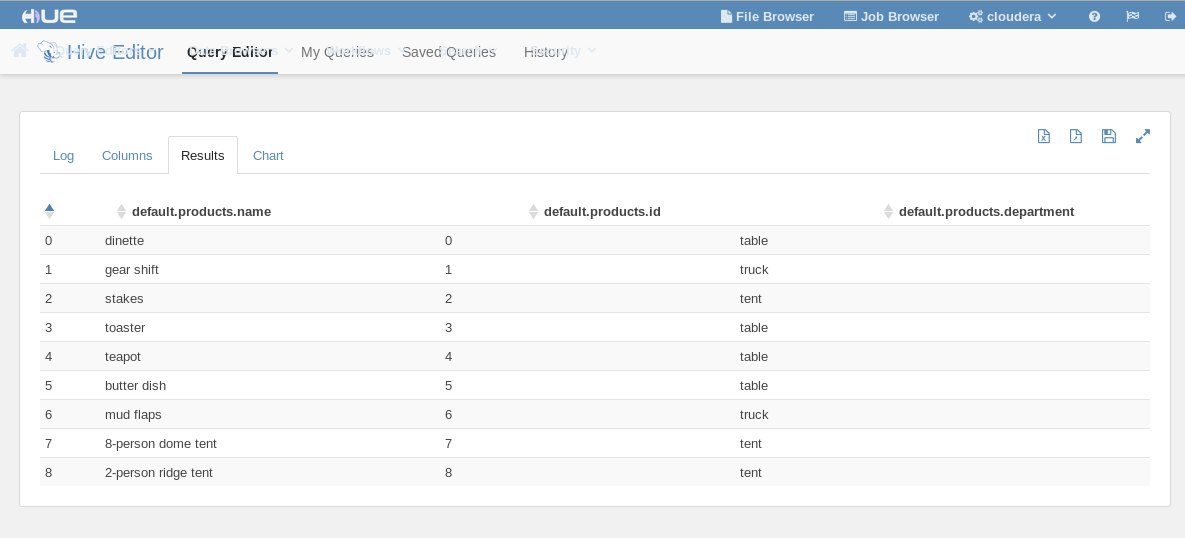 HUE File Browser Job Browser cloudera
Hive Editor Query Editor My Queries Saved Queries History
Log Columns Results Chart
default.products.name default.products.id default.products.department
0 dinette 0 table
1 gear shift 1 truck
2 stakes 2 tent
3 toaster 3 table
4 teapot 4 table
5 butter dish 5 table
6 mud flaps 6 truck
7 8-person dome tent 7 tent
8 2-person ridge tent 8 tent